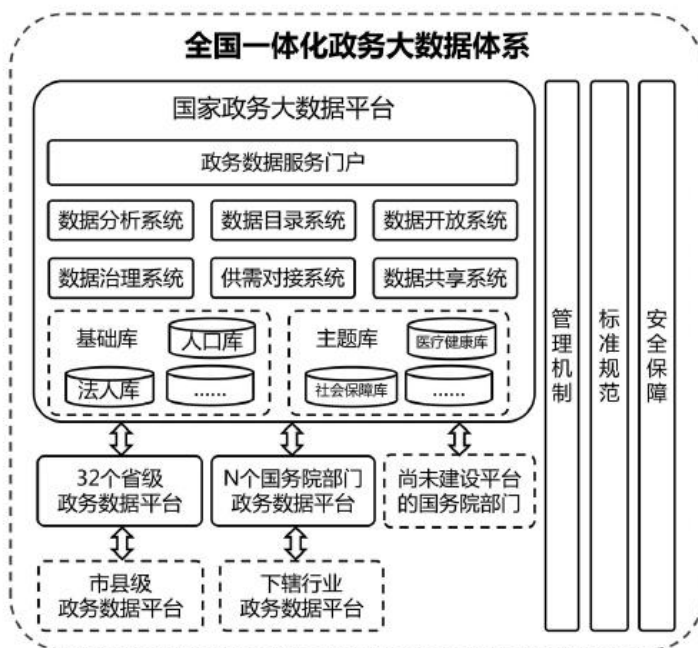 全国一体化政务大数据体系
国家政务大数据平台
政务数据服务门户
数据分析系统
数据目录系统
数据开放系统
数据治理系统
供需对接系统
数据共享系统
基础库
人口库
法人库
......
主题库
医疗健康库
社会保障库
......
32个省级
政务数据平台
N个国务院部门
政务数据平台
尚未建设平台
的国务院部门
市县级
政务数据平台
下辖行业
政务数据平台
管理机制
标准规范
安全保障